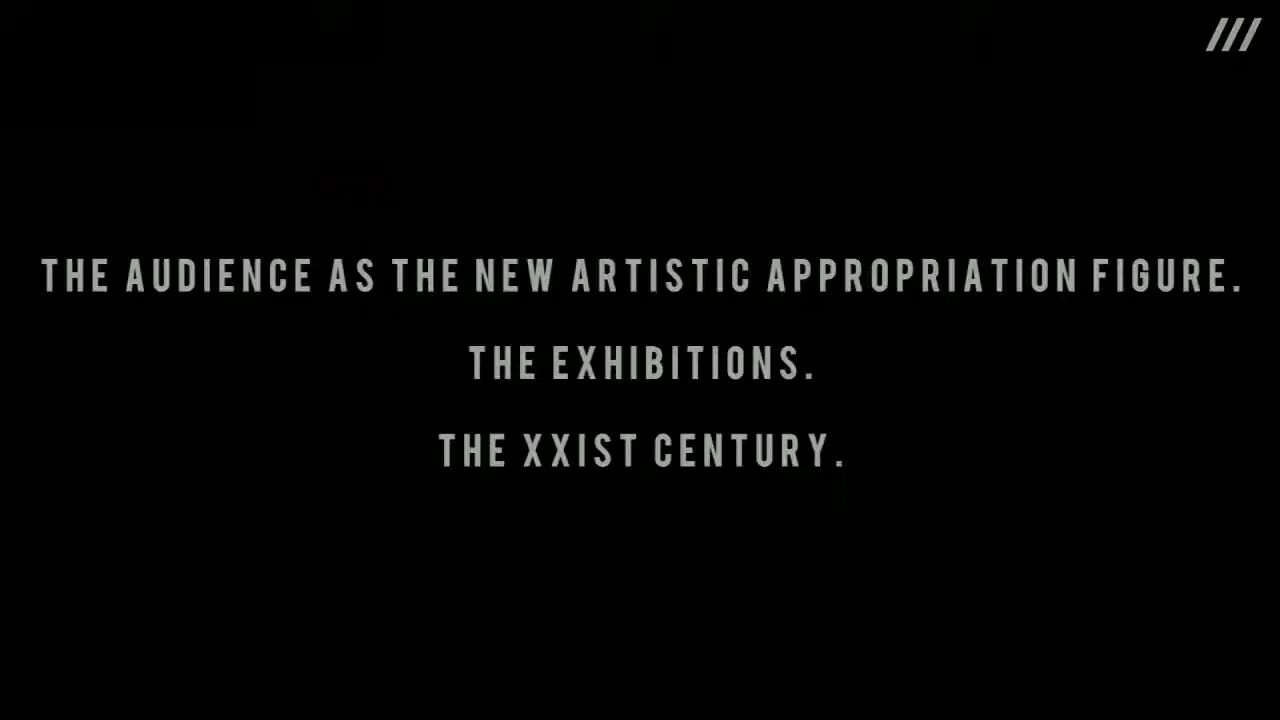 THE AUDIENCE AS THE NEW ARTISTIC APPROPRIATION FIGURE.
THE EXHIBITIONS.
THE XXIST CENTURY.